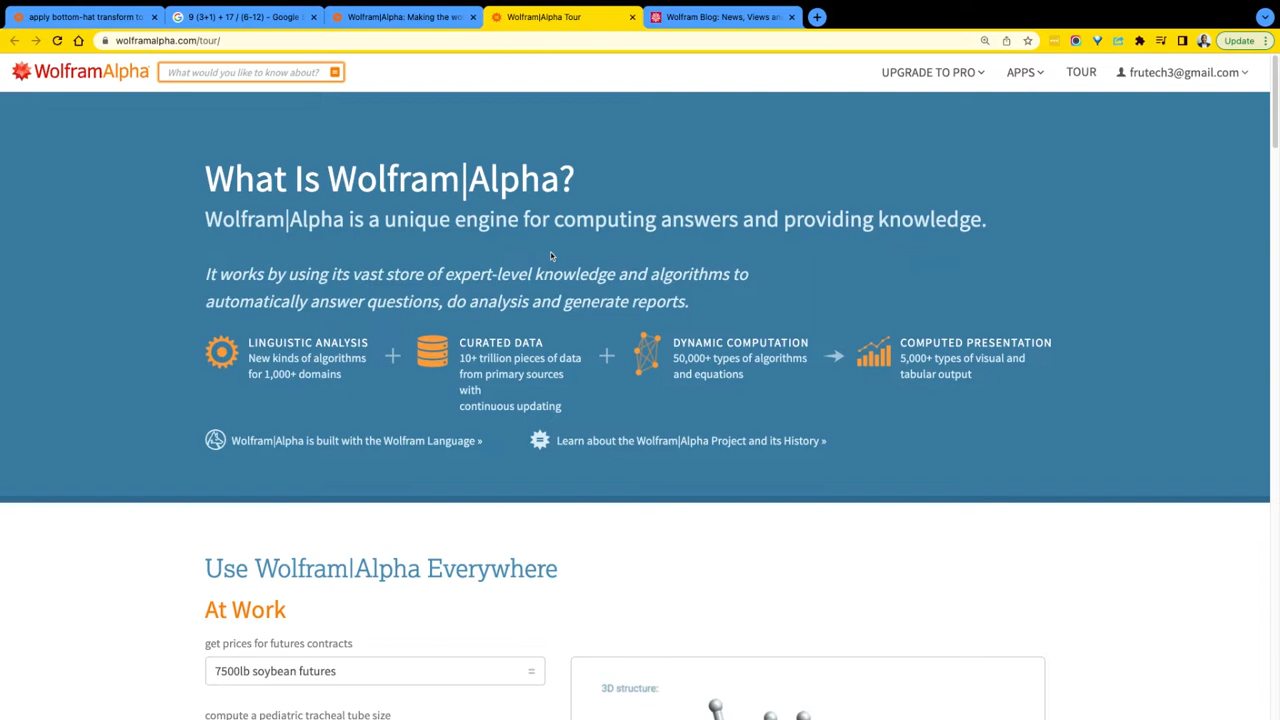 apply bottom-hat transform to
9 (3+1) + 17 / (6-12) - Google
Wolfram|Alpha: Making the wo
Wolfram|Alpha Tour
Wolfram Blog: News, Views an
wolframalpha.com/tour/
Update
WolframAlpha
What would you like to know about?
UPGRADE TO PRO
APPS
TOUR
frutech3@gmail.com
What Is Wolfram|Alpha?
Wolfram|Alpha is a unique engine for computing answers and providing knowledge.
It works by using its vast store of expert-level knowledge and algorithms to
automatically answer questions, do analysis and generate reports.
LINGUISTIC ANALYSIS
New kinds of algorithms
for 1,000+ domains
CURATED DATA
10+ trillion pieces of data
from primary sources
with
continuous updating
DYNAMIC COMPUTATION
50,000+ types of algorithms
and equations
COMPUTED PRESENTATION
5,000+ types of visual and
tabular output
Wolfram|Alpha is built with the Wolfram Language »
Learn about the Wolfram|Alpha Project and its History »
Use Wolfram|Alpha Everywhere
At Work
get prices for futures contracts
7500lb soybean futures =
3D structure:
compute a pediatric tracheal tube size